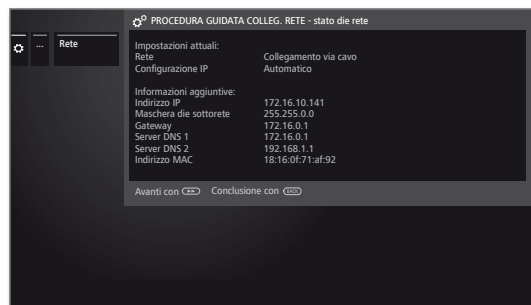 PROCEDURA GUIDATA COLLEG. RETE - stato die rete
... Rete
Impostazioni attuali:
Rete Collegamento via cavo
Configurazione IP Automatico
Informazioni aggiuntive:
Indirizzo IP 172.16.10.141
Maschera die sottorete 255.255.0.0
Gateway 172.16.0.1
Server DNS 1 172.16.0.1
Server DNS 2 192.168.1.1
Indirizzo MAC 18:16:0f:71:af:92
Avanti con Conclusione con